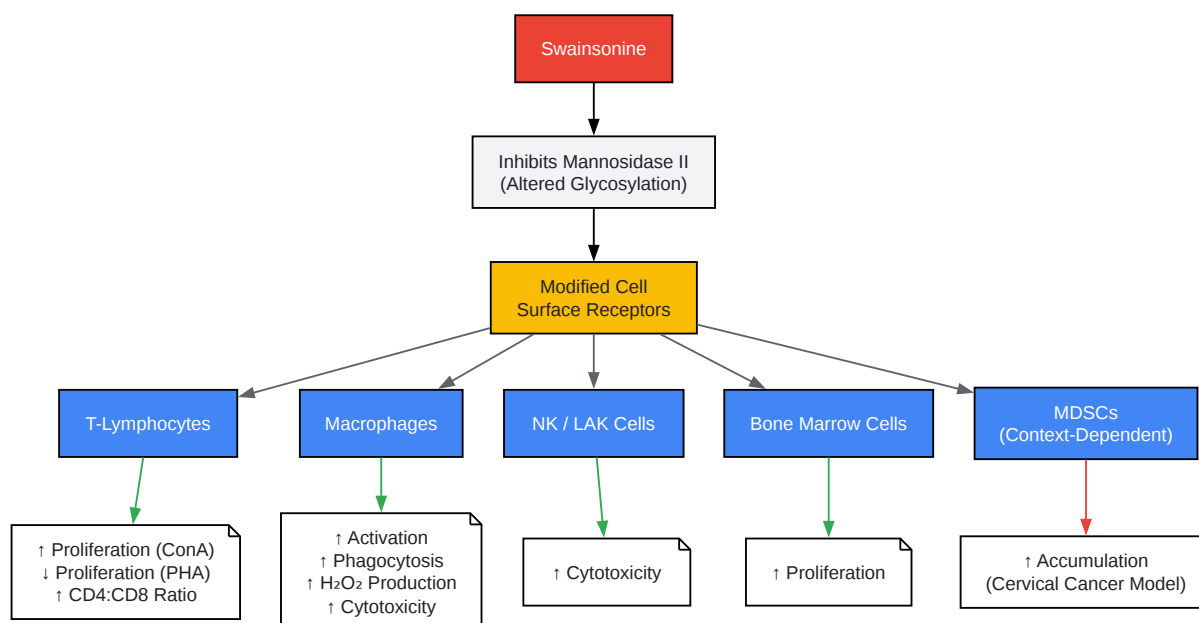 Swainsonine
Inhibits Mannosidase II
(Altered Glycosylation)
Modified Cell
Surface Receptors
T-Lymphocytes
Macrophages
NK / LAK Cells
Bone Marrow Cells
MDSCs
(Context-Dependent)
↑ Proliferation (ConA)
↓ Proliferation (PHA)
↑ CD4:CD8 Ratio
↑ Activation
↑ Phagocytosis
↑ H₂O₂ Production
↑ Cytotoxicity
↑ Cytotoxicity
↑ Proliferation
↑ Accumulation
(Cervical Cancer Model)